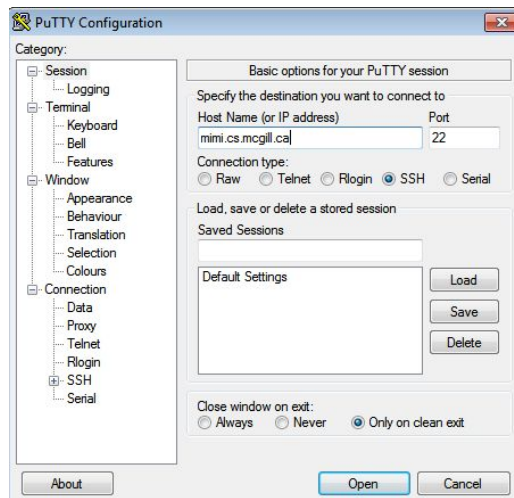 PuTTY Configuration
Category:
Session
Logging
Terminal
Keyboard
Bell
Features
Window
Appearance
Behaviour
Translation
Selection
Colours
Connection
Data
Proxy
Telnet
Rlogin
SSH
Serial
Basic options for your PuTTY session
Specify the destination you want to connect to
Host Name (or IP address) Port
mimi.cs.mcgill.ca 22
Connection type:
Raw Telnet Rlogin SSH Serial
Load, save or delete a stored session
Saved Sessions
Default Settings
Load
Save
Delete
Close window on exit:
Always Never Only on clean exit
About Open Cancel